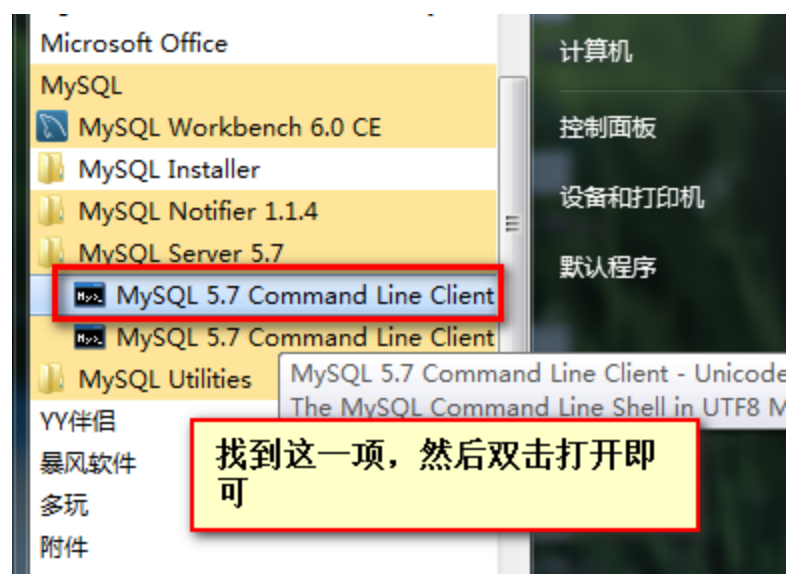 Microsoft Office
MySQL
MySQL Workbench 6.0 CE
MySQL Installer
MySQL Notifier 1.1.4
MySQL Server 5.7
MySQL 5.7 Command Line Client
MySQL 5.7 Command Line Client
MySQL Utilities
YY伴侣
暴风软件
多玩
附件
MySQL 5.7 Command Line Client - Unicode
The MySQL Command Line Shell in UTF8 M
找到这一项，然后双击打开即
可
计算机
控制面板
设备和打印机
默认程序